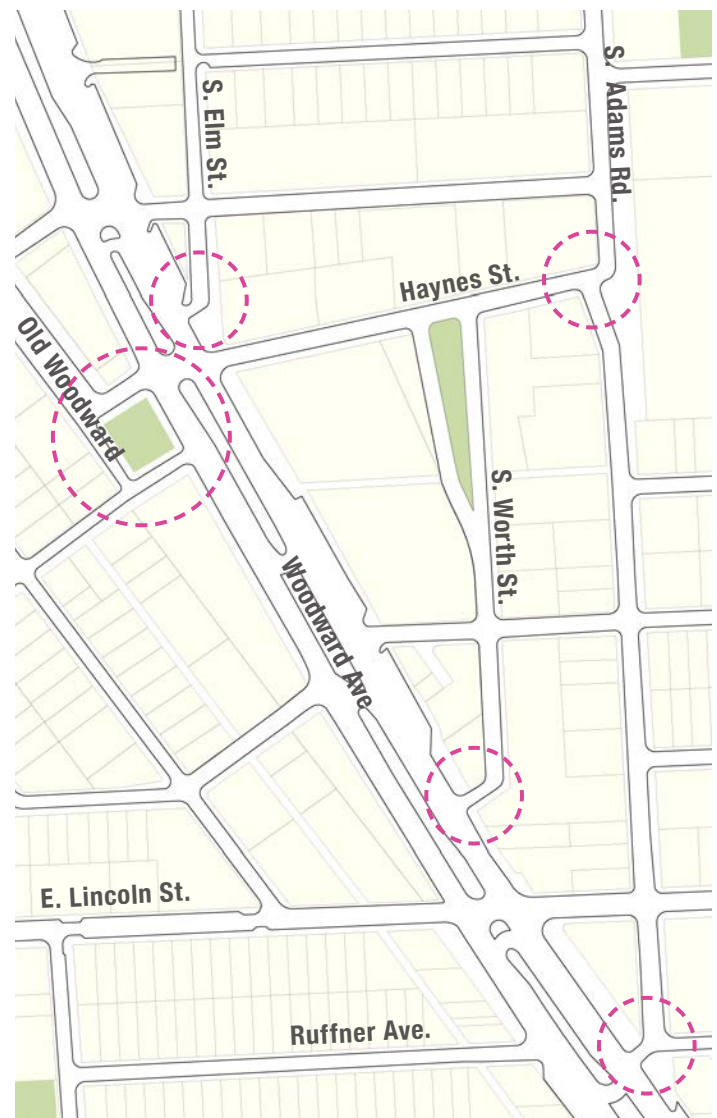 S. Elm St.
S. Adams Rd.
Haynes St.
Old Woodward
S. Worth St.
Woodward Ave
E. Lincoln St.
Ruffner Ave.